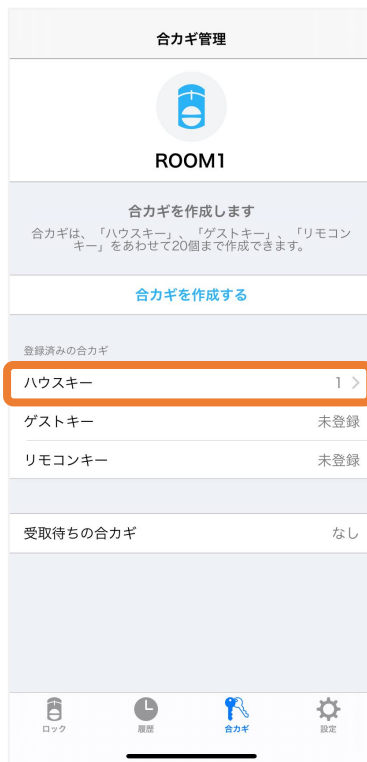 合カギ管理
ROOM1
合カギを作成します
合カギは、「ハウスキー」、「ゲストキー」、「リモコン
キー」をあわせて20個まで作成できます。
合カギを作成する
登録済みの合カギ
ハウスキー 1
ゲストキー 未登録
リモコンキー 未登録
受取待ちの合カギ なし
ロック 履歴 合カギ 設定